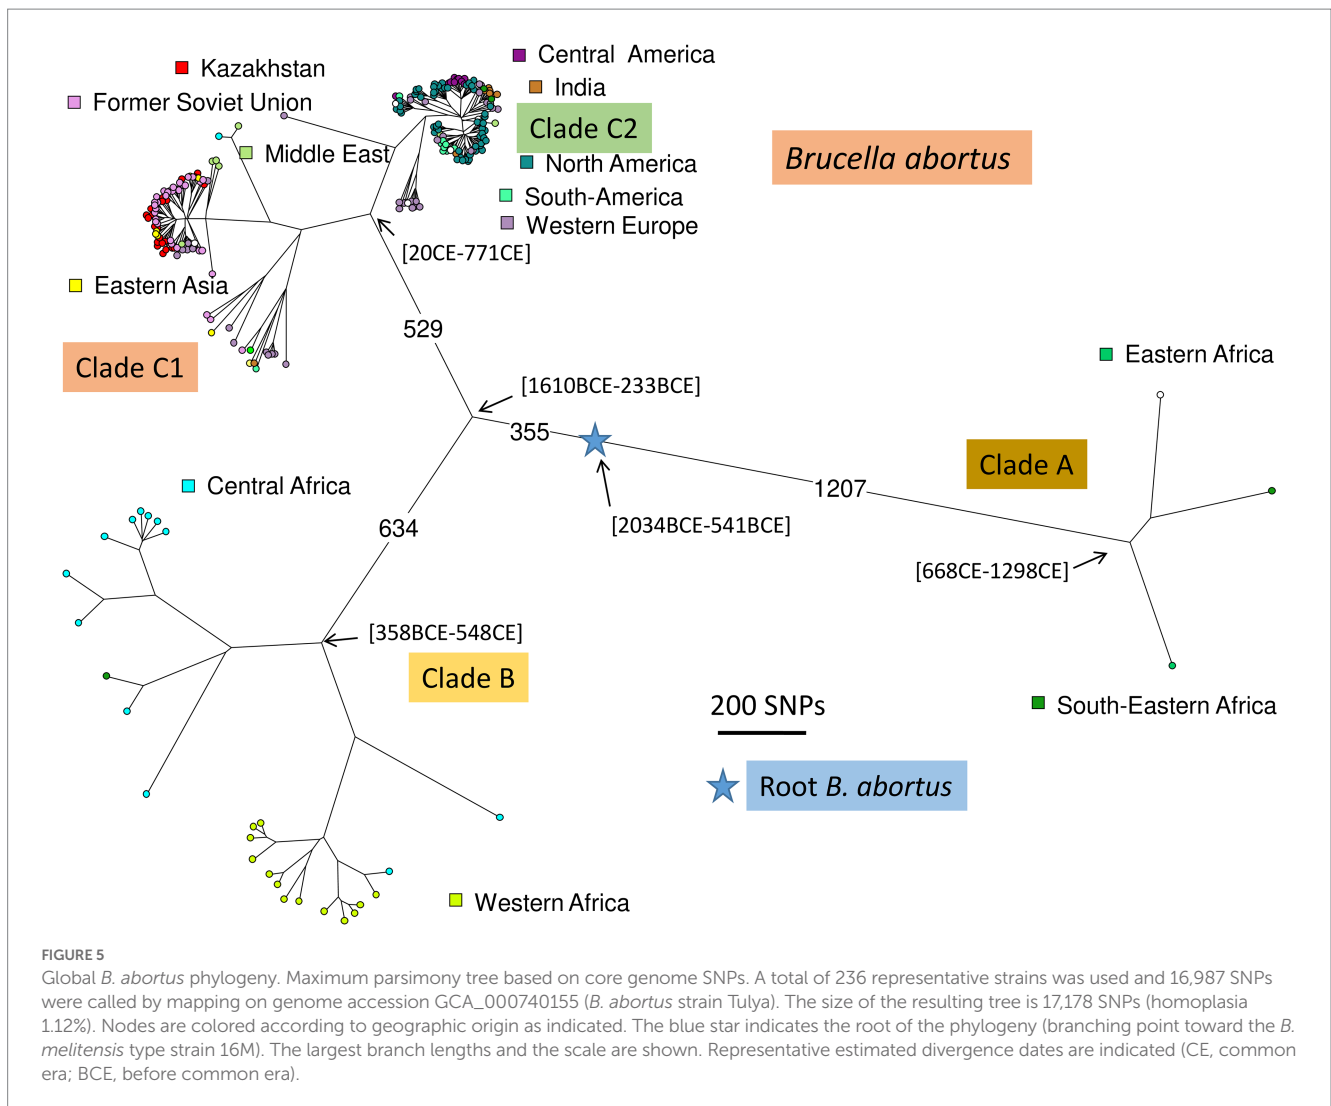 Kazakhstan
Former Soviet Union
Middle East
Central America
India
Clade C2
North America
South-America
Western Europe
Brucella abortus
[20CE-771CE]
Eastern Asia
529
Clade C1
Eastern Africa
[1610BCE-233BCE]
355
Clade A
Central Africa
1207
[2034BCE-541BCE]
634
[668CE-1298CE]
[358BCE-548CE]
Clade B
200 SNPs
South-Eastern Africa
Root B. abortus
Western Africa
FIGURE 5
Global B. abortus phylogeny. Maximum parsimony tree based on core genome SNPs. A total of 236 representative strains was used and 16,987 SNPs
were called by mapping on genome accession GCA_000740155 (B. abortus strain Tulya). The size of the resulting tree is 17,178 SNPs (homoplasia
1.12%). Nodes are colored according to geographic origin as indicated. The blue star indicates the root of the phylogeny (branching point toward the B.
melitensis type strain 16M). The largest branch lengths and the scale are shown. Representative estimated divergence dates are indicated (CE, common
era; BCE, before common era).